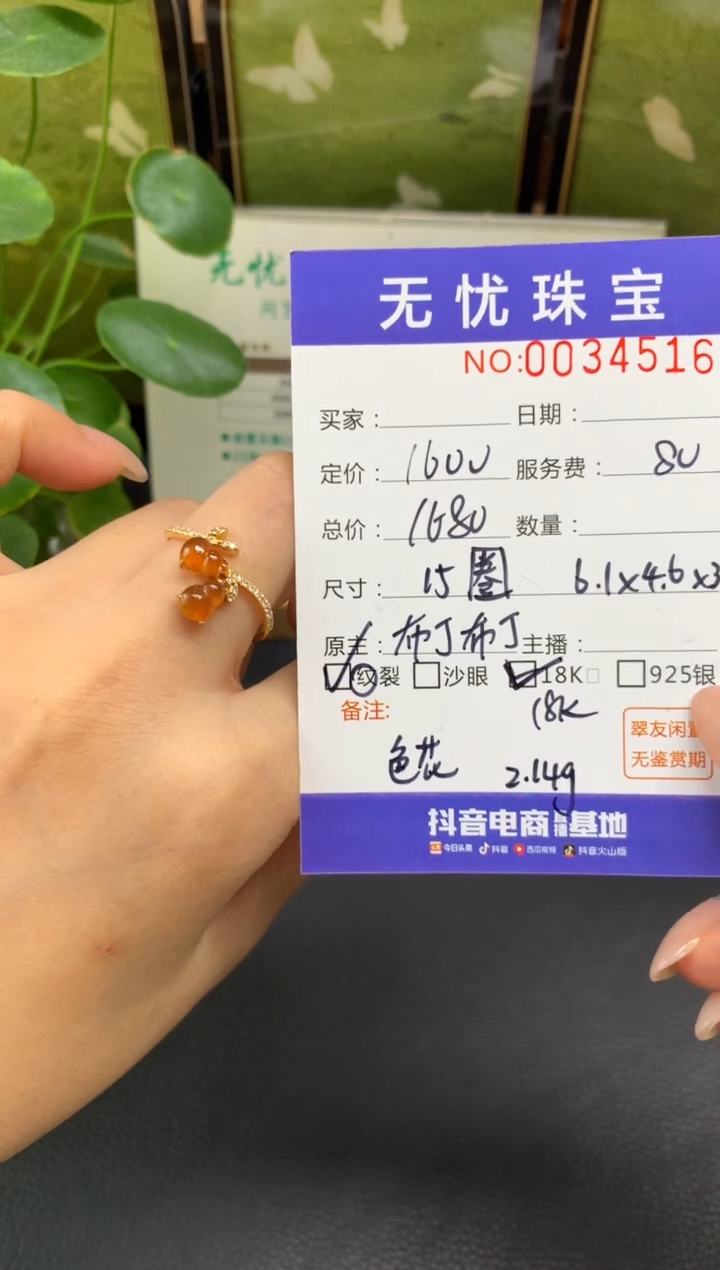 无忧
无忧珠宝
NO:0034516
买家: 日期:
定价: 1600 服务费: 80
总价: 1680 数量:
尺寸: 15圈 6.1x4.6x3
原主: 布丁布丁 主播:
纹裂 沙眼 18K 925银
备注: 18K
翠友闲置
无鉴赏期
色花 2.14g
抖音电商直播基地
今日头条 抖音 西瓜视频 抖音火山版